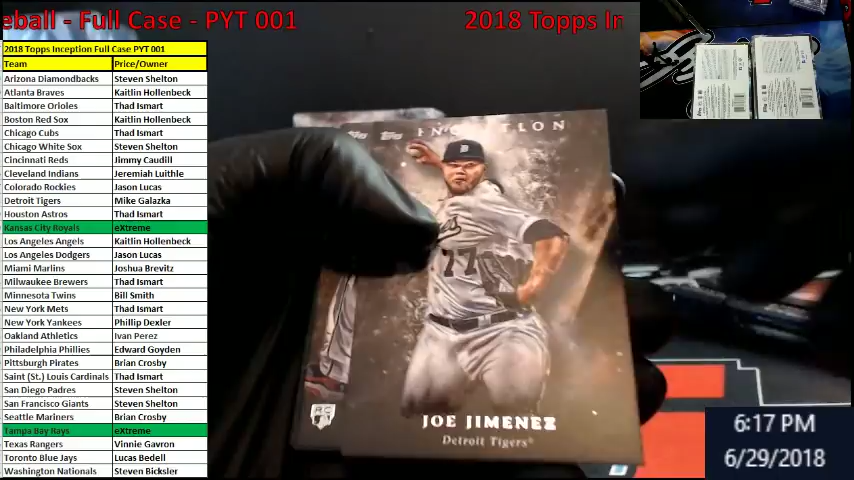 eball - Full Case - PYT 001
2018 Topps In
2018 Topps Inception Full Case PYT 001
Team Price/Owner
Arizona Diamondbacks Steven Shelton
Atlanta Braves Kaitlin Hollenbeck
Baltimore Orioles Thad Ismart
Boston Red Sox Kaitlin Hollenbeck
Chicago Cubs Thad Ismart
Chicago White Sox Steven Shelton
Cincinnati Reds Jimmy Caudill
Cleveland Indians Jeremiah Luithle
Colorado Rockies Jason Lucas
Detroit Tigers Mike Galazka
Houston Astros Thad Ismart
Kansas City Royals eXtreme
Los Angeles Angels Kaitlin Hollenbeck
Los Angeles Dodgers Jason Lucas
Miami Marlins Joshua Brevitz
Milwaukee Brewers Thad Ismart
Minnesota Twins Bill Smith
New York Mets Thad Ismart
New York Yankees Phillip Dexler
Oakland Athletics Ivan Perez
Philadelphia Phillies Edward Goyden
Pittsburgh Pirates Brian Crosby
Saint (St.) Louis Cardinals Thad Ismart
San Diego Padres Steven Shelton
San Francisco Giants Steven Shelton
Seattle Mariners Brian Crosby
Tampa Bay Rays eXtreme
Texas Rangers Vinnie Gavron
Toronto Blue Jays Lucas Bedell
Washington Nationals Steven Bicksler
Topps INCEPTION
77
RC
JOE JIMENEZ
Detroit Tigers®
6:17 PM
6/29/2018